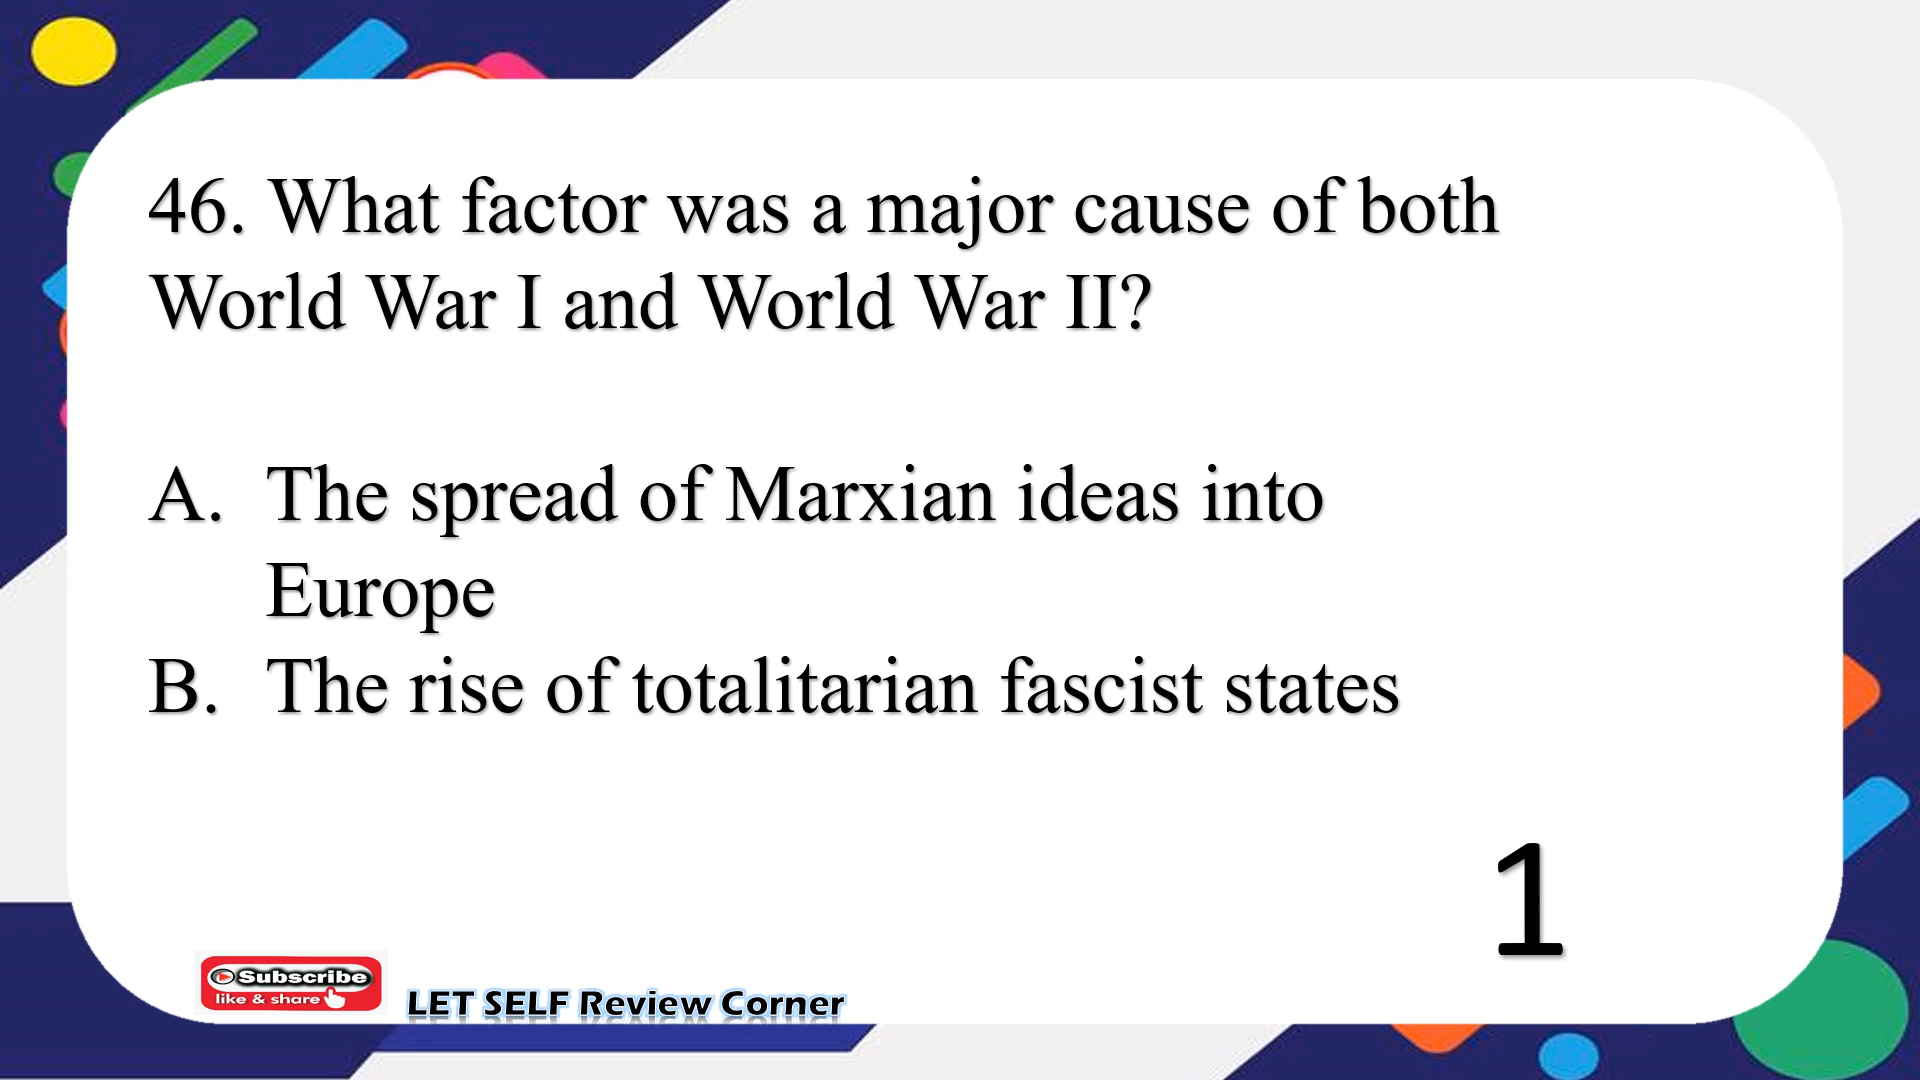 46. What factor was a major cause of both
World War I and World War II?
A. The spread of Marxian ideas into
Europe
B. The rise of totalitarian fascist states
1
Subscribe
like & share
LET SELF Review Corner